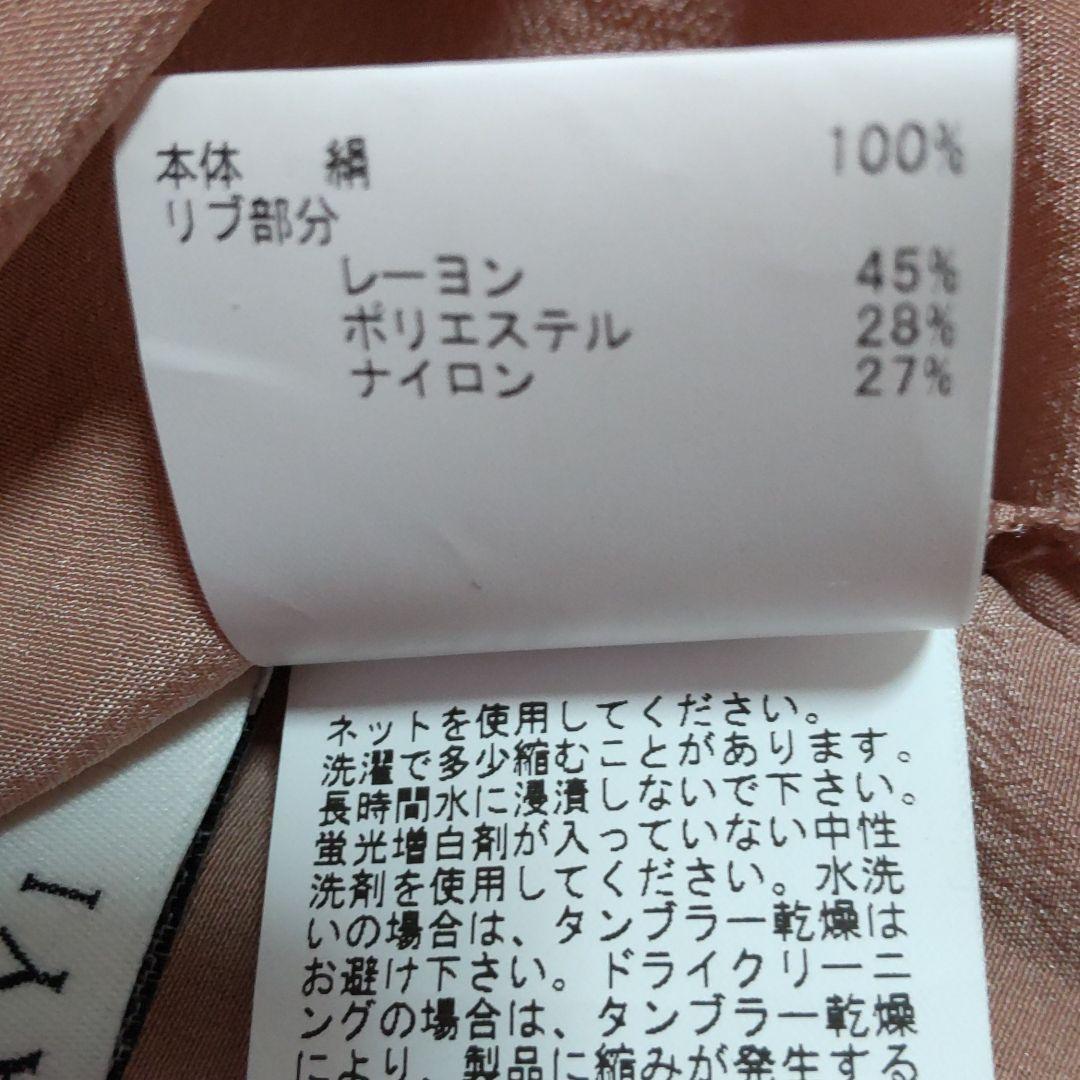 本体 絹 100%
リブ部分
レーヨン 45%
ポリエステル 28%
ナイロン 27%
ネットを使用してください。
洗濯で多少縮むことがあります。
長時間水に浸漬しないで下さい。
蛍光増白剤が入っていない中性
洗剤を使用してください。水洗
いの場合は、タンブラー乾燥は
お避け下さい。ドライクリーニ
ングの場合は、タンブラー乾燥
により、製品に縮みが発生する